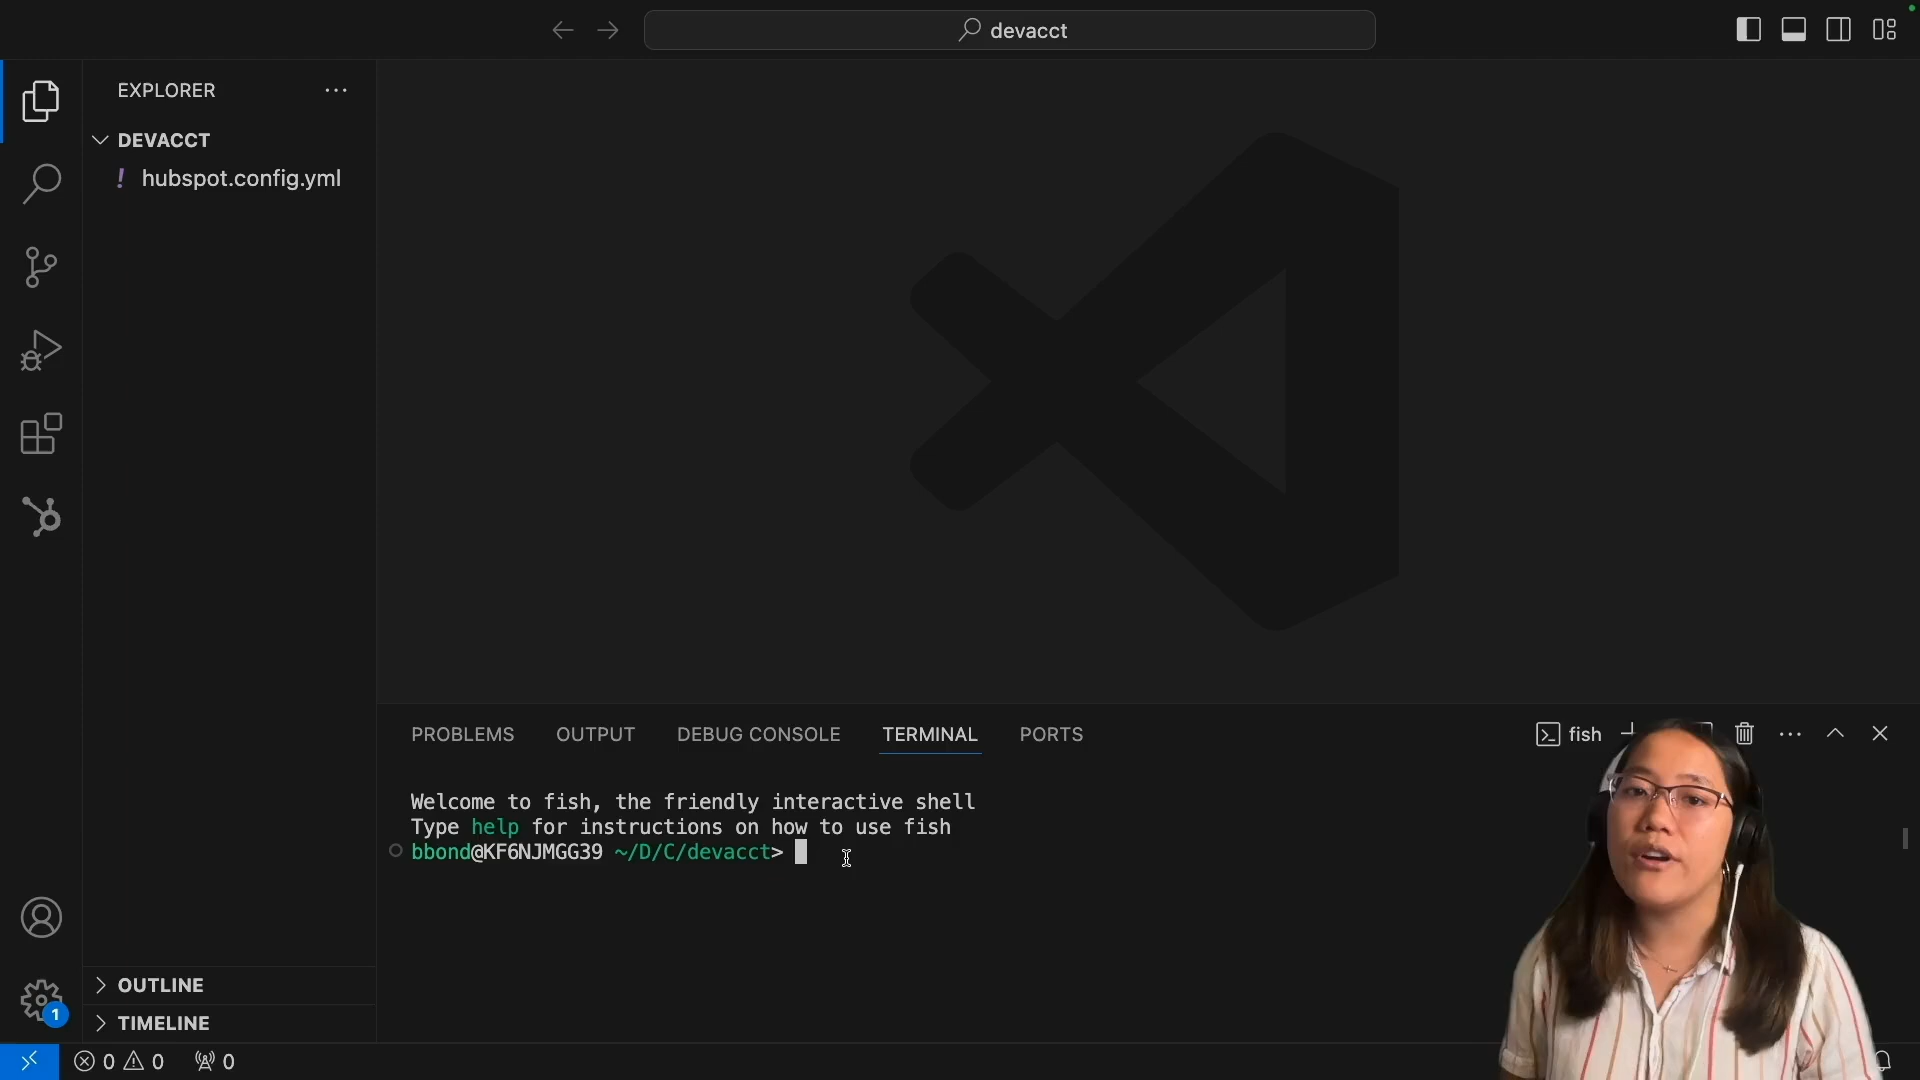 devacct
EXPLORER
DEVACCT
! hubspot.config.yml
PROBLEMS OUTPUT DEBUG CONSOLE TERMINAL PORTS
fish
Welcome to fish, the friendly interactive shell
Type help for instructions on how to use fish
bbond@KF6NJMGG39 ~/D/C/devacct>
OUTLINE
1
TIMELINE
0 0 0